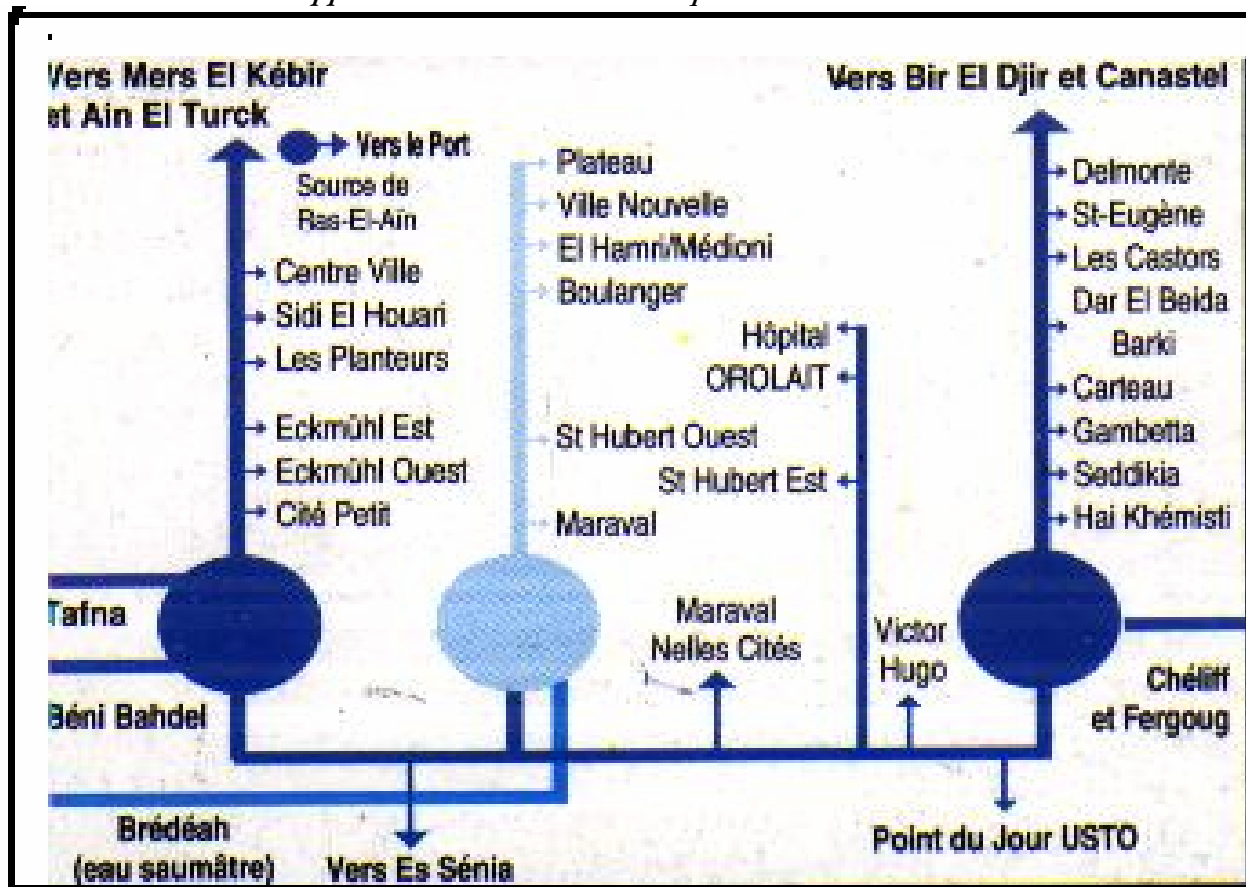 Vers Mers El Kébir
et Ain El Turck
Vers le Port
Source de
Ras-El-Aïn
Centre Ville
Sidi El Houari
Les Planteurs
Eckmühl Est
Eckmühl Ouest
Cité Petit
Tafna
Béni Bahdel
Brédéah
(eau saumâtre)
Vers Es Sénia
Plateau
Ville Nouvelle
El Hamri/Médioni
Boulanger
St Hubert Ouest
Maraval
Hôpital
OROLAIT
St Hubert Est
Maraval
Nelles Cités
Victor
Hugo
Vers Bir El Djir et Canastel
Delmonte
St-Eugène
Les Castors
Dar El Beida
Barki
Carteau
Gambetta
Seddikia
Hai Khémisti
Chéliff
et Fergoug
Point du Jour USTO